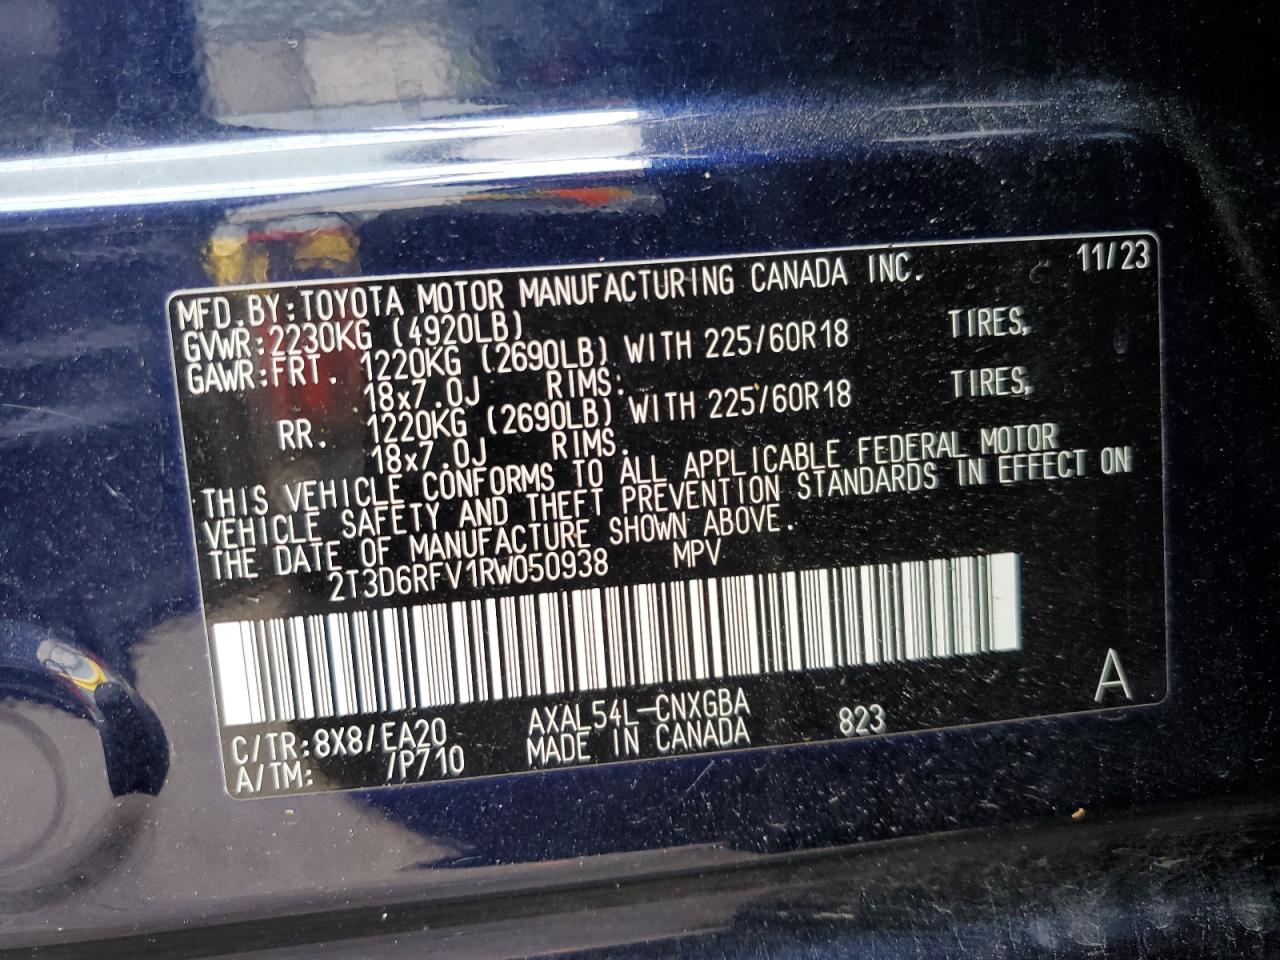 11/23
MFD.BY:TOYOTA MOTOR MANUFACTURING CANADA INC.
GVWR:2230KG (4920LB)
GAWR:FRT. 1220KG (2690LB) WITH 225/60R18 TIRES,
18x7.0J RIMS:
RR. 1220KG (2690LB) WITH 225/60R18 TIRES,
18x7.0J RIMS.
THIS VEHICLE CONFORMS TO ALL APPLICABLE FEDERAL MOTOR
VEHICLE SAFETY AND THEFT PREVENTION STANDARDS IN EFFECT ON
THE DATE OF MANUFACTURE SHOWN ABOVE.
2T3D6RFV1RW050938 MPV
A
C/TR:8X8/EA20 AXAL54L-CNXGBA 823
A/TM: /P710 MADE IN CANADA